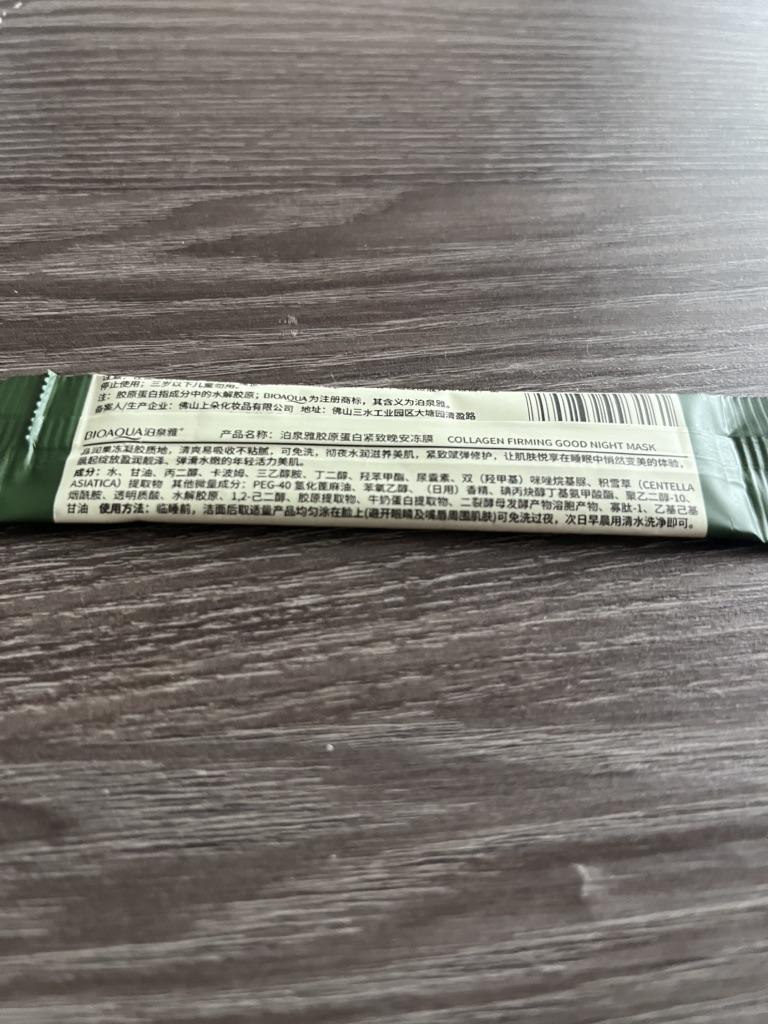 停止使用；三岁以下儿童勿用。
注：胶原蛋白指成分中的水解胶原；BIOAQUA为注册商标，其含义为泊泉雅。
备案人/生产企业：佛山上朵化妆品有限公司 地址：佛山三水工业园区大塘园清盈路
BIOAQUA泊泉雅® 产品名称：泊泉雅胶原蛋白紧致晚安冻膜 COLLAGEN FIRMING GOOD NIGHT MASK
果冻凝胶质地，清爽易吸收不粘腻，可免洗，彻夜水润滋养美肌，紧致赋弹修护，让肌肤悦享在睡眠中悄然变美的体验，
晨起绽放盈润靓泽、弹滑水嫩的年轻活力美肌。
成分：水、甘油、丙二醇、卡波姆、三乙醇胺、丁二醇、羟苯甲酯、尿囊素、双（羟甲基）咪唑烷基脲、积雪草（CENTELLA
ASIATICA）提取物 其他微量成分：PEG-40 氢化蓖麻油、苯氧乙醇、（日用）香精、碘丙炔醇丁基氨甲酸酯、聚乙二醇-10、
烟酰胺、透明质酸、水解胶原、1,2-己二醇、胶原提取物、牛奶蛋白提取物、二裂酵母发酵产物溶胞产物、寡肽-1、乙基己基
甘油 使用方法：临睡前，洁面后取适量产品均匀涂在脸上(避开眼睛及嘴唇周围肌肤)可免洗过夜，次日早晨用清水洗净即可。